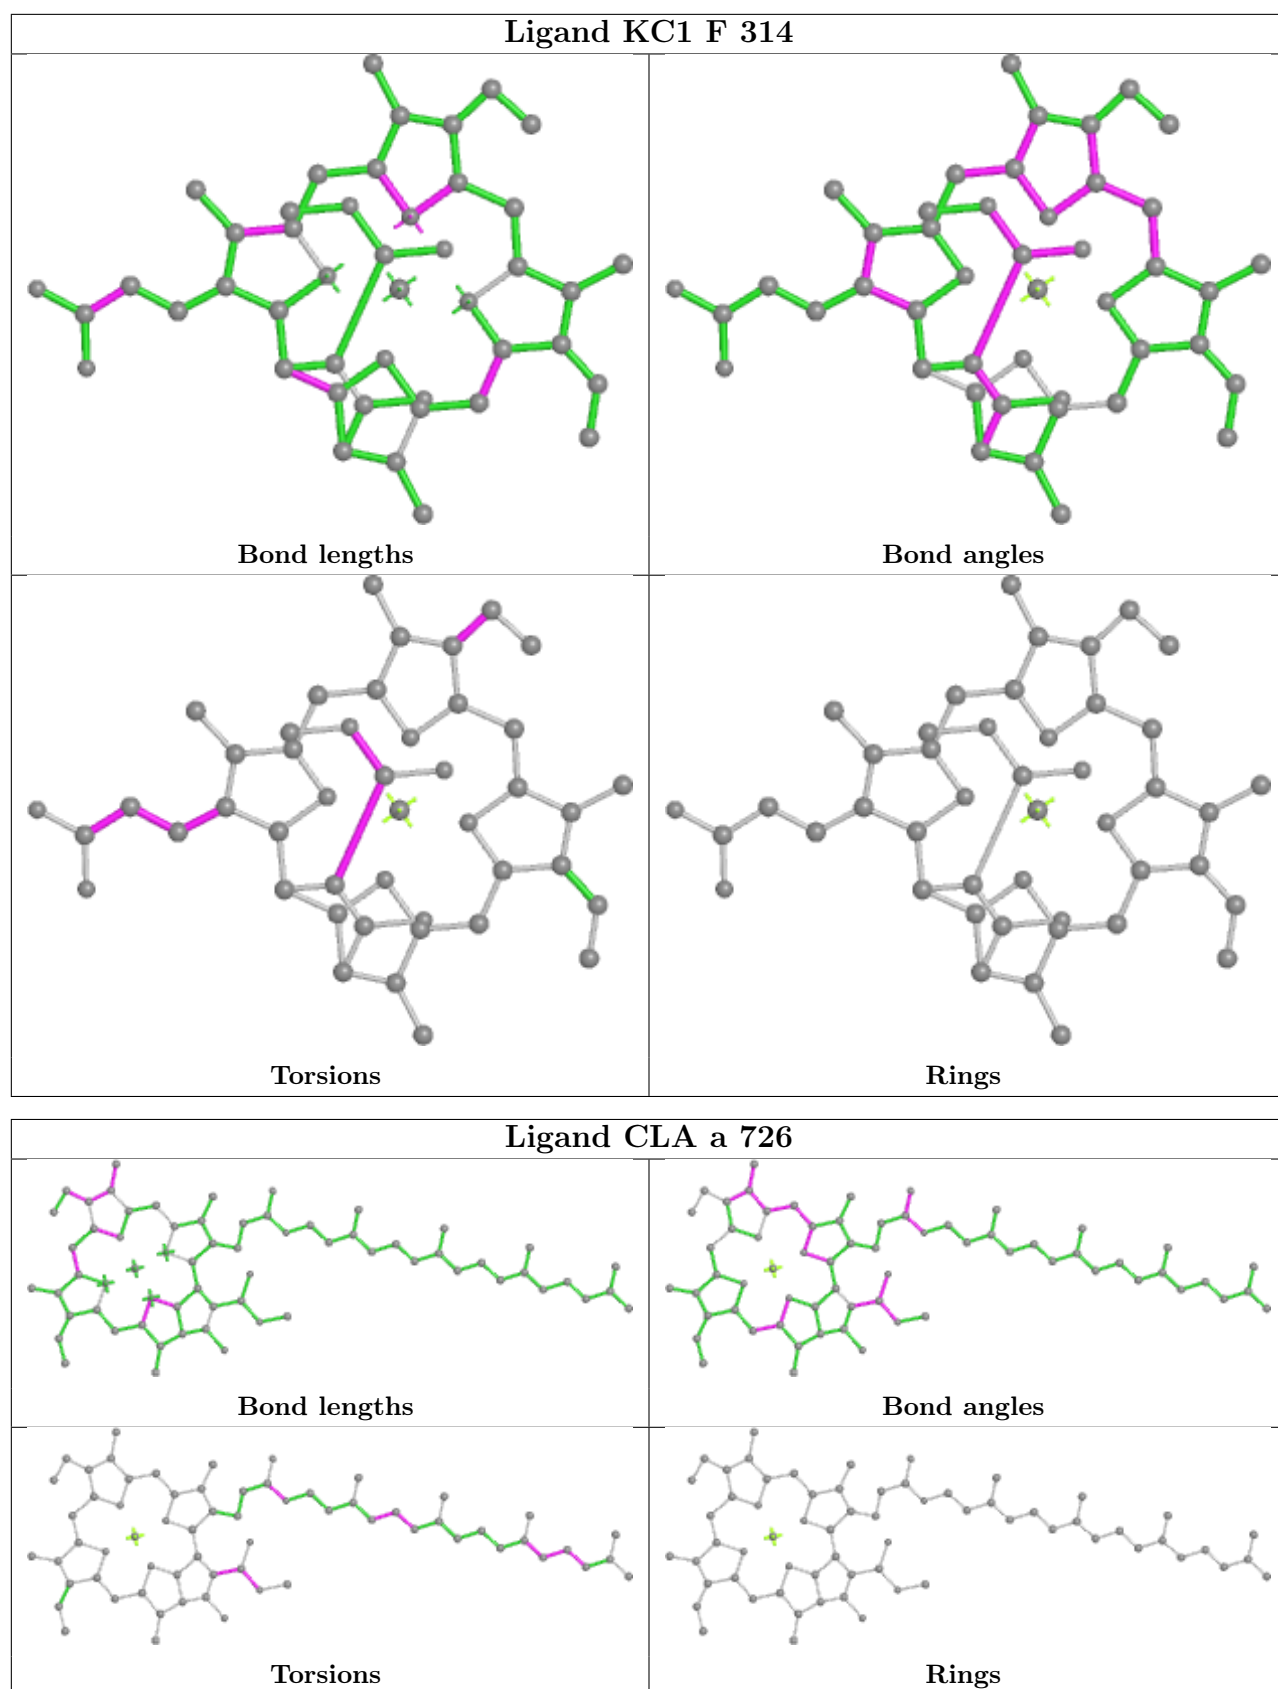 Ligand KC1 F 314
Bond lengths
Bond angles
Torsions
Rings
Ligand CLA a 726
Bond lengths
Bond angles
Torsions
Rings